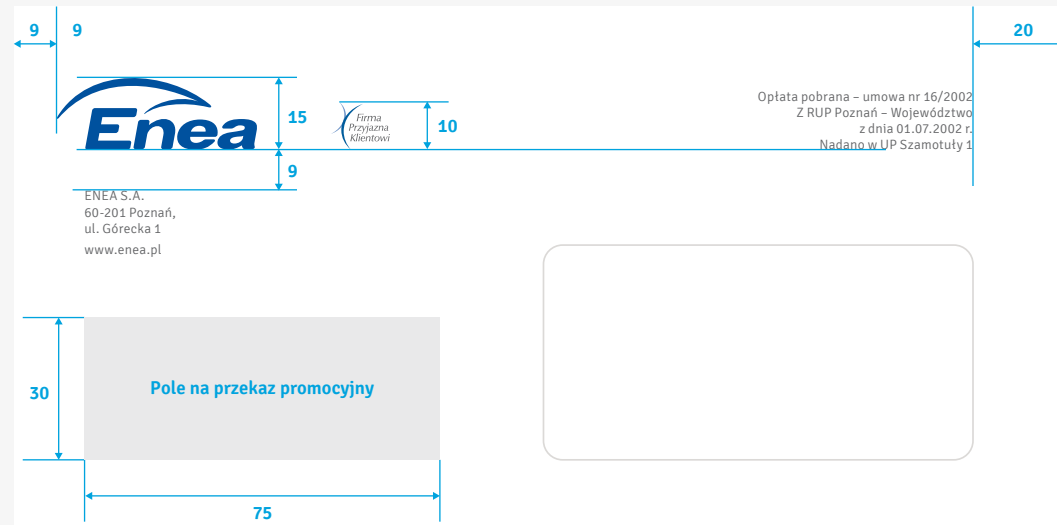 9
9
20
Enea
15
Firma
Przyjazna
Klientowi
10
Opłata pobrana – umowa nr 16/2002
Z RUP Poznań – Województwo
z dnia 01.07.2002 r.
Nadano w UP Szamotuły 1
9
ENEA S.A.
60-201 Poznań,
ul. Górecka 1
www.enea.pl
30
Pole na przekaz promocyjny
75